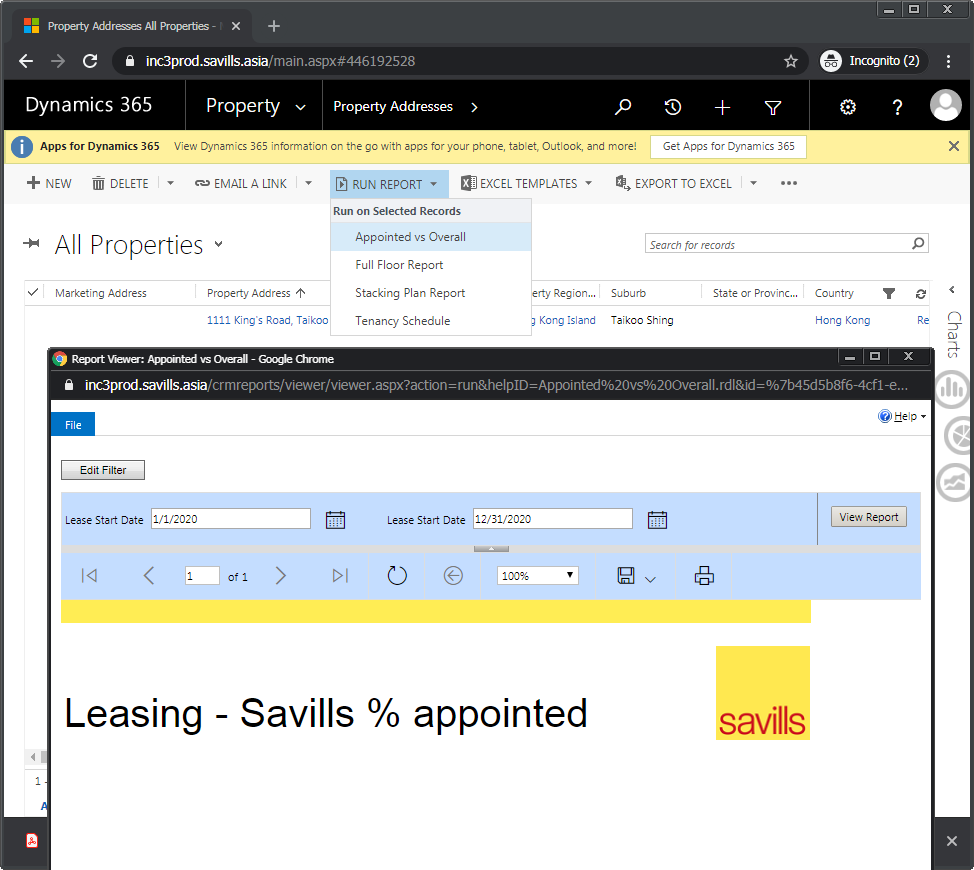 Property Addresses All Properties -
inc3prod.savills.asia/main.aspx#446192528
Incognito (2)
Dynamics 365
Property
Property Addresses
Apps for Dynamics 365 View Dynamics 365 information on the go with apps for your phone, tablet, Outlook, and more! Get Apps for Dynamics 365
NEW DELETE EMAIL A LINK RUN REPORT EXCEL TEMPLATES EXPORT TO EXCEL
Run on Selected Records
Appointed vs Overall
Full Floor Report
Stacking Plan Report
Tenancy Schedule
All Properties
Search for records
Marketing Address Property Address erty Region... Suburb State or Provinc... Country
1111 King's Road, Taikoo g Kong Island Taikoo Shing Hong Kong Re
Charts
Report Viewer: Appointed vs Overall - Google Chrome
inc3prod.savills.asia/crmreports/viewer/viewer.aspx?action=run&helpID=Appointed%20vs%20Overall.rdl&id=%7b45d5b8f6-4cf1-e...
File
Help
Edit Filter
Lease Start Date 1/1/2020 Lease Start Date 12/31/2020 View Report
1 of 1 100%
Leasing - Savills % appointed
savills
1 -
A